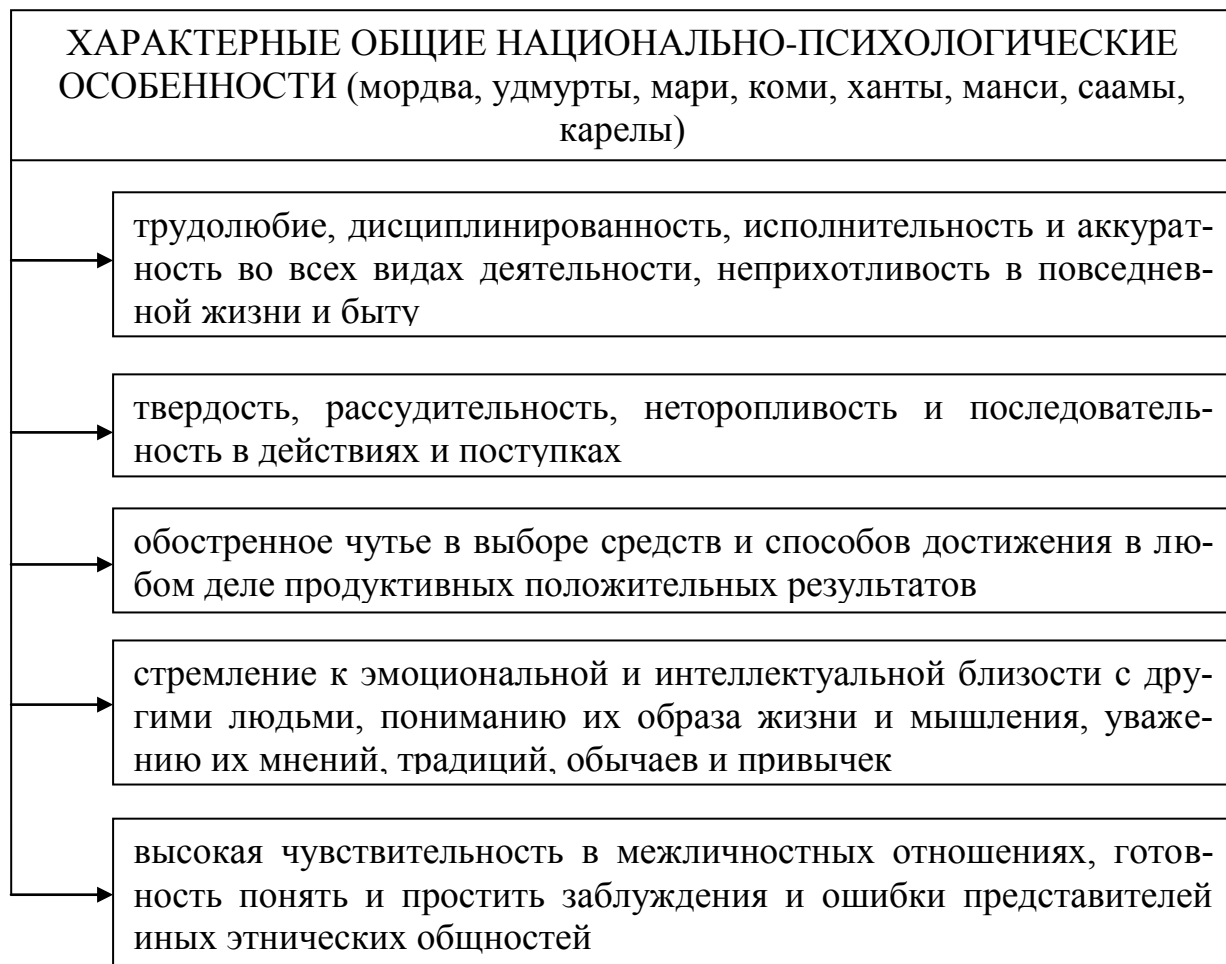 ХАРАКТЕРНЫЕ ОБЩИЕ НАЦИОНАЛЬНО-ПСИХОЛОГИЧЕСКИЕ
ОСОБЕННОСТИ (мордва, удмурты, мари, коми, ханты, манси, саамы,
карелы)
трудолюбие, дисциплинированность, исполнительность и аккурат-
ность во всех видах деятельности, неприхотливость в повседнев-
ной жизни и быту
твердость, рассудительность, неторопливость и последователь-
ность в действиях и поступках
обостренное чутье в выборе средств и способов достижения в лю-
бом деле продуктивных положительных результатов
стремление к эмоциональной и интеллектуальной близости с дру-
гими людьми, пониманию их образа жизни и мышления, уваже-
нию их мнений, традиций, обычаев и привычек
высокая чувствительность в межличностных отношениях, готов-
ность понять и простить заблуждения и ошибки представителей
иных этнических общностей